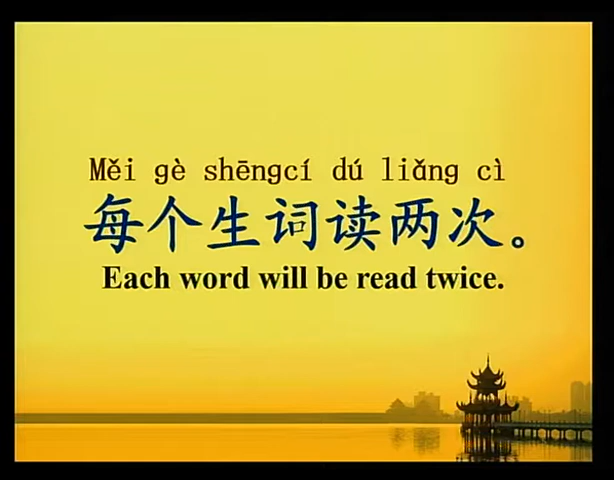 Měi gè shēngcí dú liǎng cì
每个生词读两次。
Each word will be read twice.